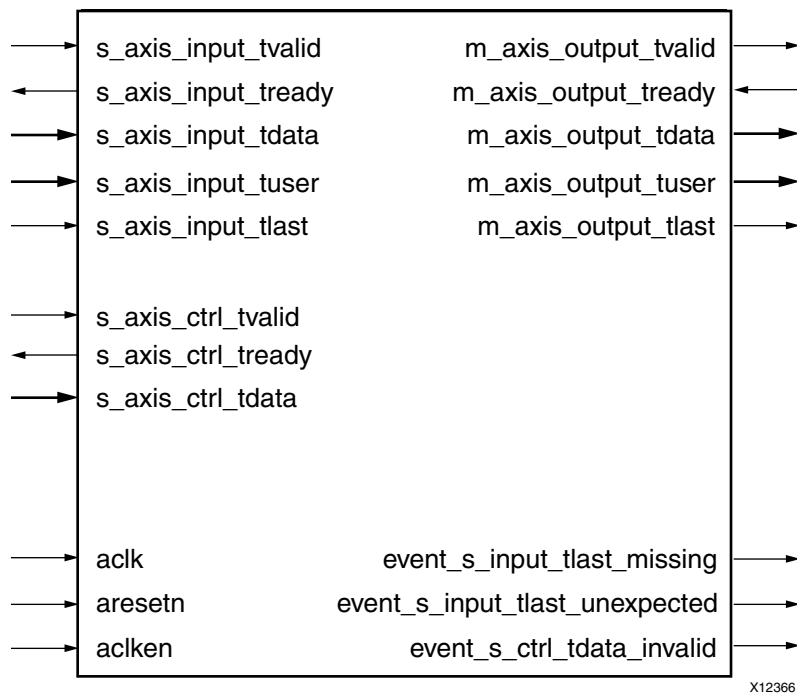 s_axis_input_tvalid m_axis_output_tvalid
s_axis_input_tready m_axis_output_tready
s_axis_input_tdata m_axis_output_tdata
s_axis_input_tuser m_axis_output_tuser
s_axis_input_tlast m_axis_output_tlast
s_axis_ctrl_tvalid
s_axis_ctrl_tready
s_axis_ctrl_tdata
aclk event_s_input_tlast_missing
aresetn event_s_input_tlast_unexpected
aclken event_s_ctrl_tdata_invalid
X12366